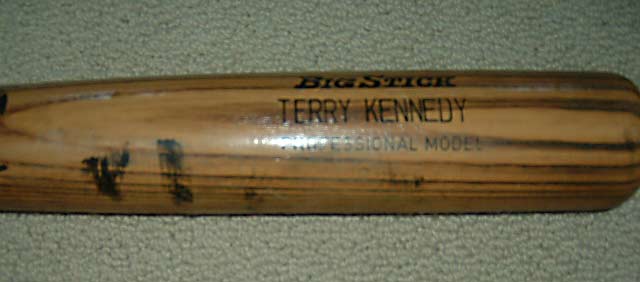 BIG STICK
TERRY KENNEDY
PROFESSIONAL MODEL